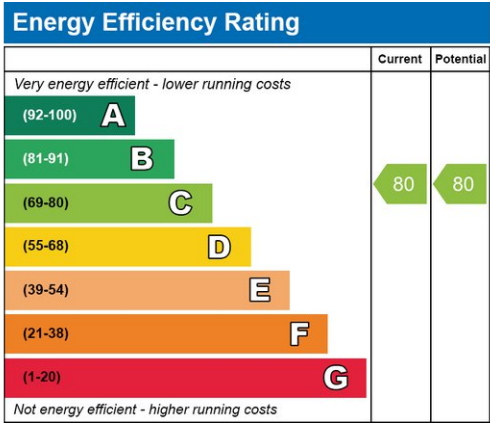 Energy Efficiency Rating
Current Potential
Very energy efficient - lower running costs
(92-100) A
(81-91) B
(69-80) C
80 80
(55-68) D
(39-54) E
(21-38) F
(1-20) G
Not energy efficient - higher running costs